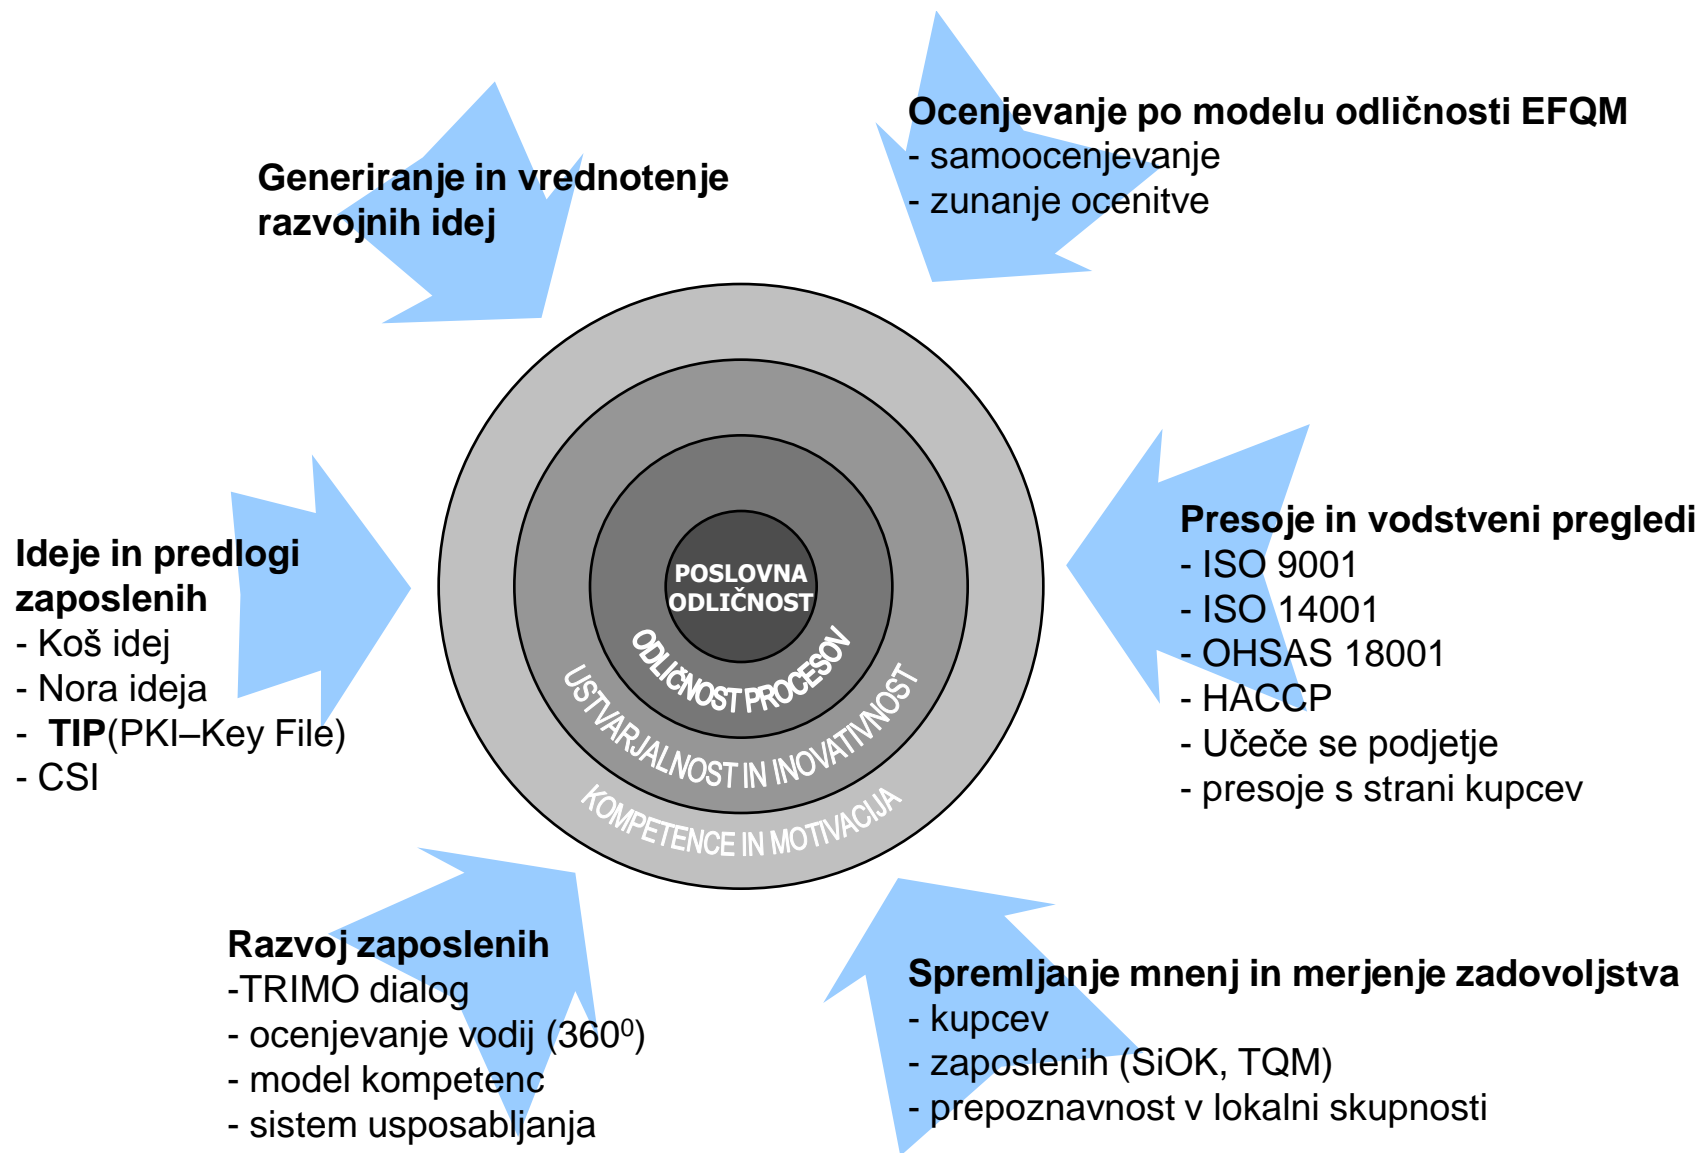 Ocenjevanje po modelu odličnosti EFQM
- samoocenjevanje
- zunanje ocenitve
Generiranje in vrednotenje
razvojnih idej
Presoje in vodstveni pregledi
- ISO 9001
- ISO 14001
- OHSAS 18001
- HACCP
- Učeče se podjetje
- presoje s strani kupcev
Ideje in predlogi
zaposlenih
- Koš idej
- Nora ideja
- TIP(PKI–Key File)
- CSI
POSLOVNA
ODLIČNOST
ODLIČNOST PROCESOV
USTVARJALNOST IN INOVATIVNOST
KOMPETENCE IN MOTIVACIJA
Razvoj zaposlenih
-TRIMO dialog
- ocenjevanje vodij (360⁰)
- model kompetenc
- sistem usposabljanja
Spremljanje mnenj in merjenje zadovoljstva
- kupcev
- zaposlenih (SiOK, TQM)
- prepoznavnost v lokalni skupnosti